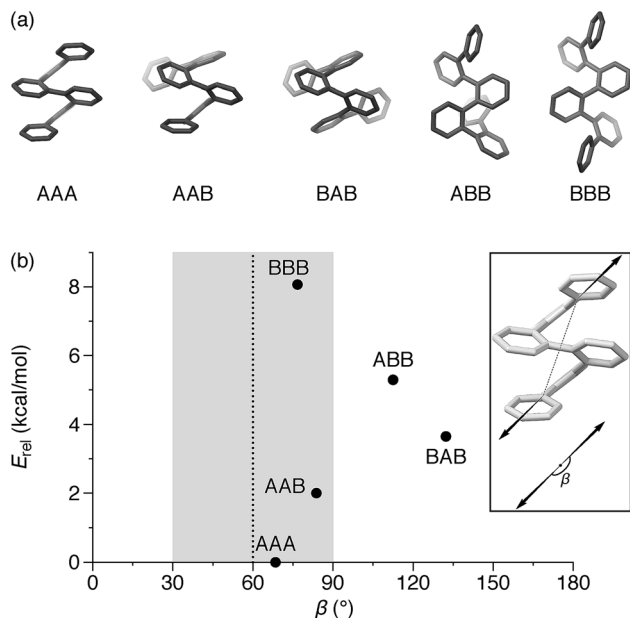 (a)
AAA AAB BAB ABB BBB
(b)
E_rel (kcal/mol)
8
6
4
2
0
BBB
ABB
BAB
AAB
AAA
β
0 30 60 90 120 150 180
β (°)